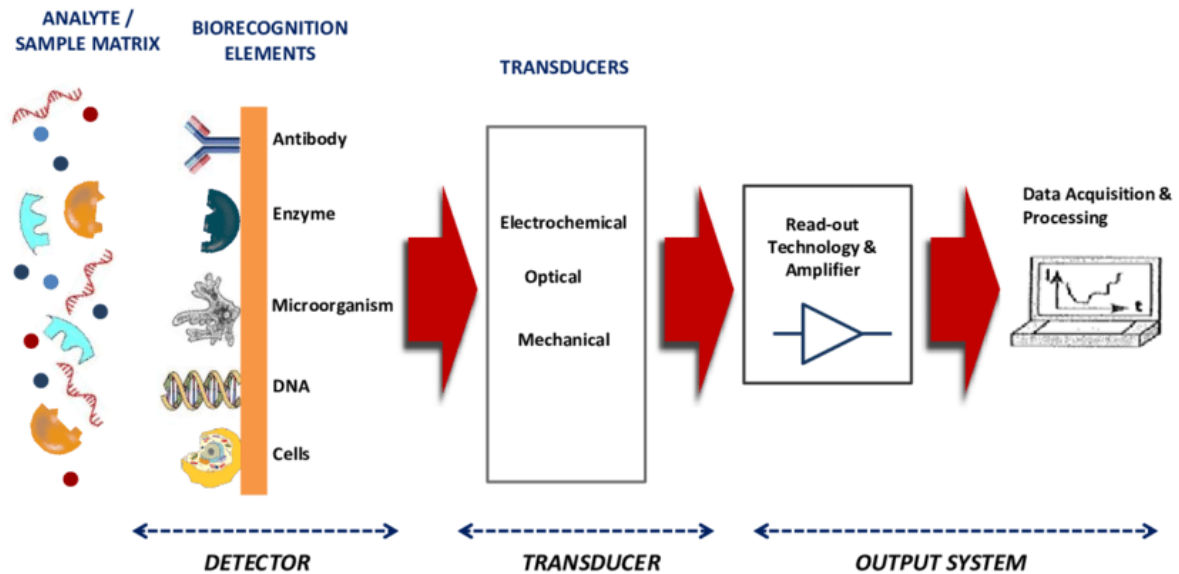 ANALYTE /
SAMPLE MATRIX
BIORECOGNITION
ELEMENTS
TRANSDUCERS
Antibody
Enzyme
Microorganism
DNA
Cells
Electrochemical
Optical
Mechanical
Read-out
Technology &
Amplifier
Data Acquisition &
Processing
I
t
DETECTOR
TRANSDUCER
OUTPUT SYSTEM